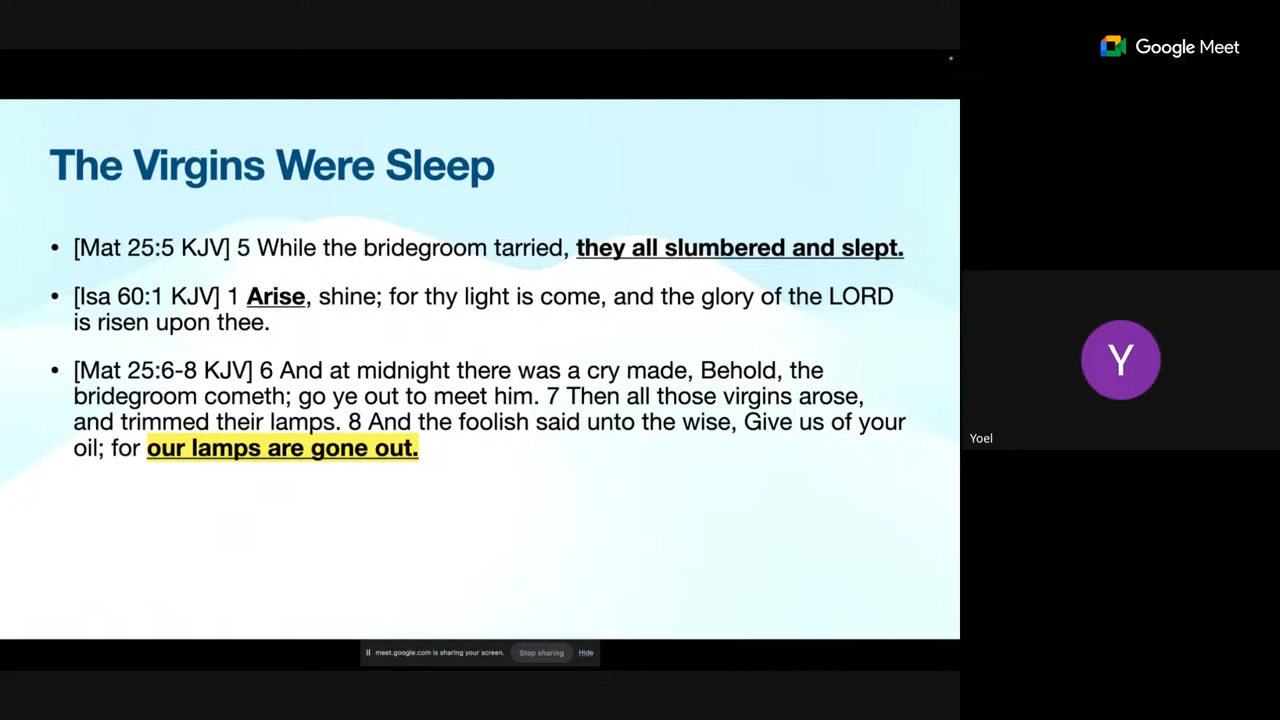 Google Meet
The Virgins Were Sleep
• [Mat 25:5 KJV] 5 While the bridegroom tarried, they all slumbered and slept.
• [Isa 60:1 KJV] 1 Arise, shine; for thy light is come, and the glory of the LORD
is risen upon thee.
• [Mat 25:6-8 KJV] 6 And at midnight there was a cry made, Behold, the
bridegroom cometh; go ye out to meet him. 7 Then all those virgins arose,
and trimmed their lamps. 8 And the foolish said unto the wise, Give us of your
oil; for our lamps are gone out.
Y
Yoel
meet.google.com is sharing your screen. Stop sharing Hide